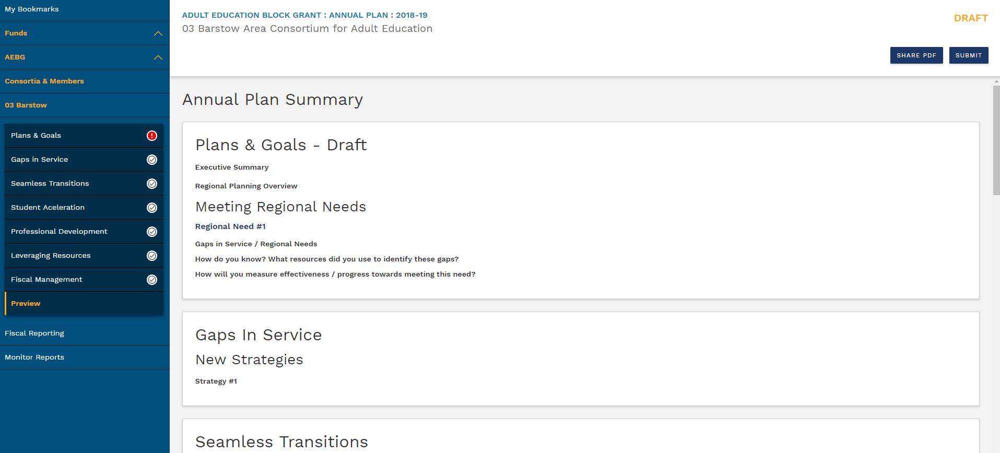 My Bookmarks
Funds
AEBG
Consortia & Members
03 Barstow
Plans & Goals
Gaps in Service
Seamless Transitions
Student Aceleration
Professional Development
Leveraging Resources
Fiscal Management
Preview
Fiscal Reporting
Monitor Reports
ADULT EDUCATION BLOCK GRANT : ANNUAL PLAN : 2018-19
03 Barstow Area Consortium for Adult Education
DRAFT
SHARE PDF
SUBMIT
Annual Plan Summary
Plans & Goals - Draft
Executive Summary
Regional Planning Overview
Meeting Regional Needs
Regional Need #1
Gaps in Service / Regional Needs
How do you know? What resources did you use to identify these gaps?
How will you measure effectiveness / progress towards meeting this need?
Gaps In Service
New Strategies
Strategy #1
Seamless Transitions